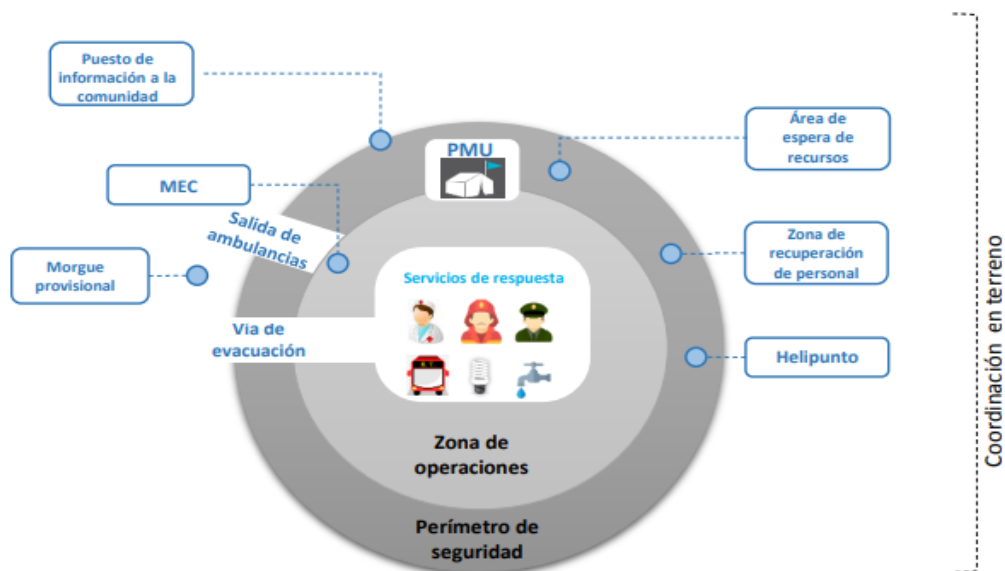 Puesto de
información a la
comunidad
PMU
Área de
espera de
recursos
MEC
Salida de
ambulancias
Zona de
recuperación
de personal
Morgue
provisional
Servicios de respuesta
Via de
evacuación
Helipunto
Zona de
operaciones
Perímetro de
seguridad
Coordinación en terreno